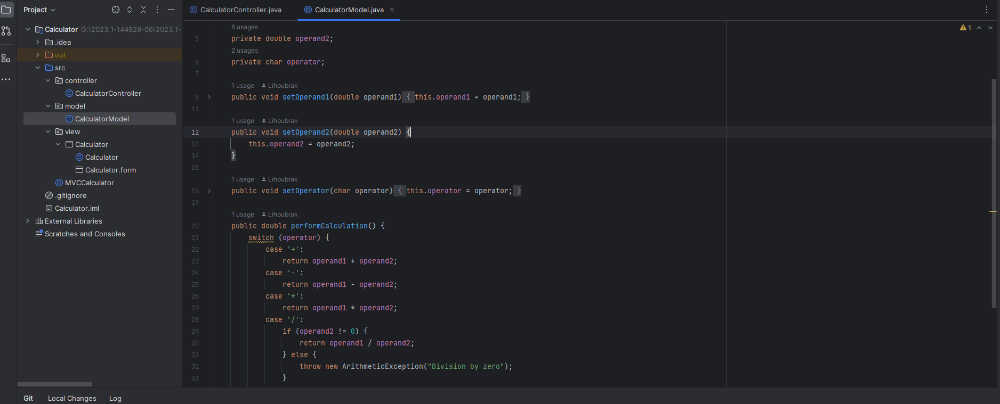 Project
CalculatorController.java
CalculatorModel.java
Calculator G:\2023.1-144929-06\2023.1-
.idea
out
src
controller
CalculatorController
model
CalculatorModel
view
Calculator
Calculator
Calculator.form
MVCCalculator
.gitignore
Calculator.iml
External Libraries
Scratches and Consoles
1
6 usages
5 private double operand2;
2 usages
6 private char operator;
7
1 usage Lihoubrak
8 public void setOperand1(double operand1) { this.operand1 = operand1; }
11
1 usage Lihoubrak
12 public void setOperand2(double operand2) {
13 this.operand2 = operand2;
14 }
15
1 usage Lihoubrak
16 public void setOperator(char operator) { this.operator = operator; }
19
1 usage Lihoubrak
20 public double performCalculation() {
21 switch (operator) {
22 case '+':
23 return operand1 + operand2;
24 case '-':
25 return operand1 - operand2;
26 case '*':
27 return operand1 * operand2;
28 case '/':
29 if (operand2 != 0) {
30 return operand1 / operand2;
31 } else {
32 throw new ArithmeticException("Division by zero");
33 }
Git Local Changes Log